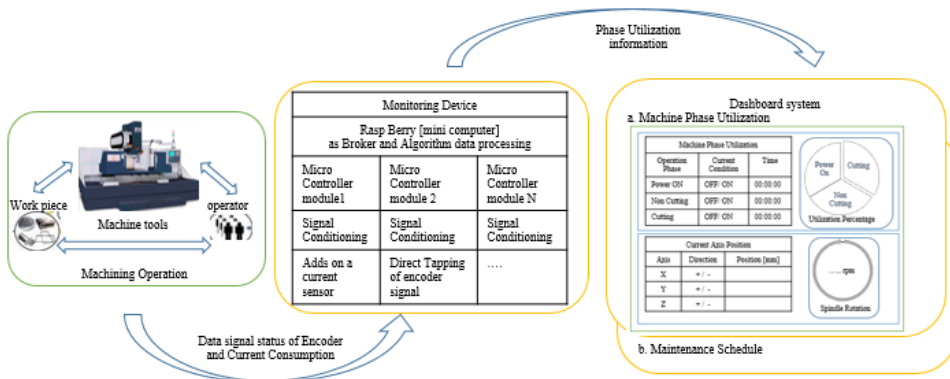 Phase Utilization
information
Work piece
Machine tools
operator
Machining Operation
Data signal status of Encoder
and Current Consumption
Monitoring Device
Rasp Berry [mini computer]
as Broker and Algorithm data processing
Micro
Controller
module1
Micro
Controller
module 2
Micro
Controller
module N
Signal
Conditioning
Signal
Conditioning
Signal
Conditioning
Adds on a
current
sensor
Direct Tapping
of encoder
signal
....
Dashboard system
a. Machine Phase Utilization
Machine Phase Utilization
Operation
Phase
Current
Condition
Time
Power ON
OFF/ ON
00:00:00
Non Cutting
OFF/ ON
00:00:00
Cutting
OFF/ ON
00:00:00
Power
On
Cutting
Non
Cutting
Utilization Percentage
Current Axis Position
Axis
Direction
Position [mm]
X
+ / -
Y
+ / -
Z
+ / -
...... rpm
Spindle Rotation
b. Maintenance Schedule